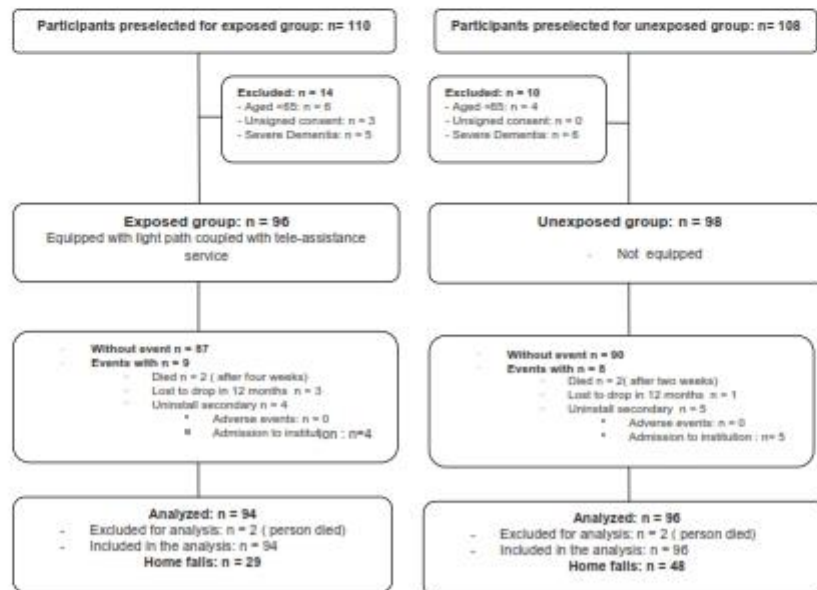 Participants preselected for exposed group: n= 110
Excluded: n = 14
- Aged <65: n = 6
- Unsigned consent: n = 3
- Severe Dementia: n = 5
Exposed group: n = 96
Equipped with light path coupled with tele-assistance
service
- Without event n = 87
- Events with n = 9
- Died n = 2 ( after four weeks)
- Lost to drop in 12 months n = 3
- Uninstall secondary n = 4
* Adverse events: n = 0
* Admission to institution : n=4
Analyzed: n = 94
- Excluded for analysis: n = 2 ( person died)
- Included in the analysis: n = 94
Home falls: n = 29
Participants preselected for unexposed group: n= 108
Excluded: n = 10
- Aged <65: n = 4
- Unsigned consent: n = 0
- Severe Dementia: n = 6
Unexposed group: n = 98
- Not equipped
- Without event n = 90
- Events with n = 8
- Died n = 2( after two weeks)
- Lost to drop in 12 months n = 1
- Uninstall secondary n = 5
* Adverse events: n = 0
* Admission to institution : n= 5
Analyzed: n = 96
- Excluded for analysis: n = 2 ( person died)
- Included in the analysis: n = 96
Home falls: n = 48